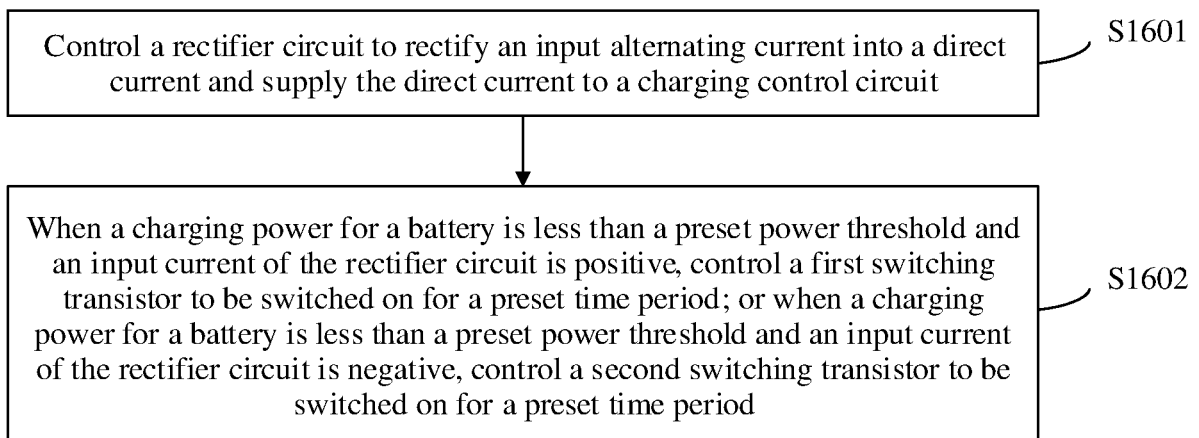 Control a rectifier circuit to rectify an input alternating current into a direct
current and supply the direct current to a charging control circuit
S1601
When a charging power for a battery is less than a preset power threshold and
an input current of the rectifier circuit is positive, control a first switching
transistor to be switched on for a preset time period; or when a charging
power for a battery is less than a preset power threshold and an input current
of the rectifier circuit is negative, control a second switching transistor to be
switched on for a preset time period
S1602